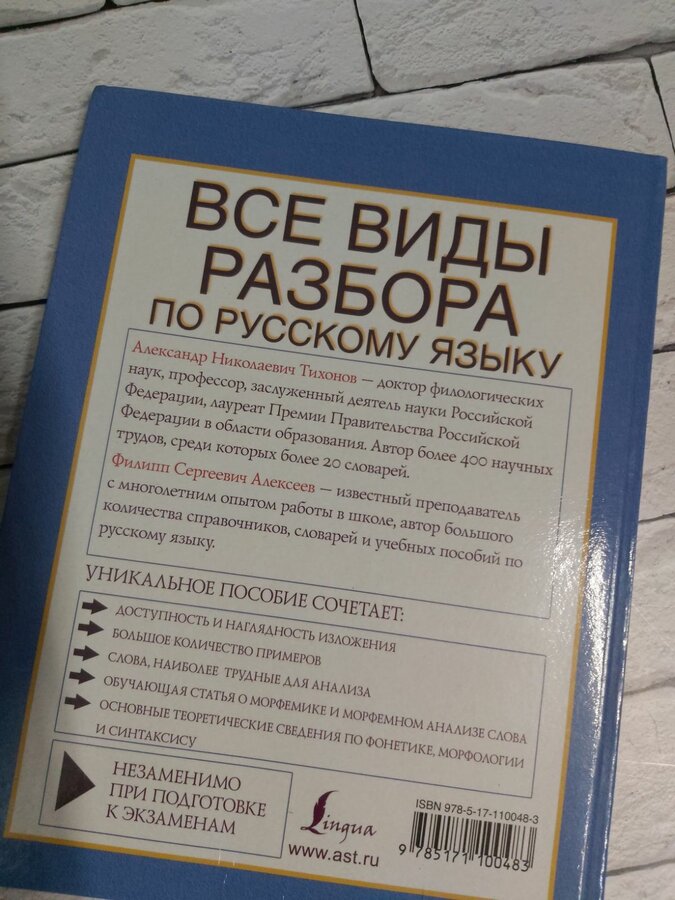 ВСЕ ВИДЫ
РАЗБОРА
ПО РУССКОМУ ЯЗЫКУ
Александр Николаевич Тихонов — доктор филологических
наук, профессор, заслуженный деятель науки Российской
Федерации, лауреат Премии Правительства Российской
Федерации в области образования. Автор более 400 научных
трудов, среди которых более 20 словарей.
Филипп Сергеевич Алексеев — известный преподаватель
с многолетним опытом работы в школе, автор большого
количества справочников, словарей и учебных пособий по
русскому языку.
УНИКАЛЬНОЕ ПОСОБИЕ СОЧЕТАЕТ:
ДОСТУПНОСТЬ И НАГЛЯДНОСТЬ ИЗЛОЖЕНИЯ
БОЛЬШОЕ КОЛИЧЕСТВО ПРИМЕРОВ
СЛОВА, НАИБОЛЕЕ ТРУДНЫЕ ДЛЯ АНАЛИЗА
ОБУЧАЮЩАЯ СТАТЬЯ О МОРФЕМИКЕ И МОРФЕМНОМ АНАЛИЗЕ СЛОВА
ОСНОВНЫЕ ТЕОРЕТИЧЕСКИЕ СВЕДЕНИЯ ПО ФОНЕТИКЕ, МОРФОЛОГИИ
И СИНТАКСИСУ
НЕЗАМЕНИМО
ПРИ ПОДГОТОВКЕ
К ЭКЗАМЕНАМ
Lingua
www.ast.ru
ISBN 978-5-17-110048-3
9 785171 100483